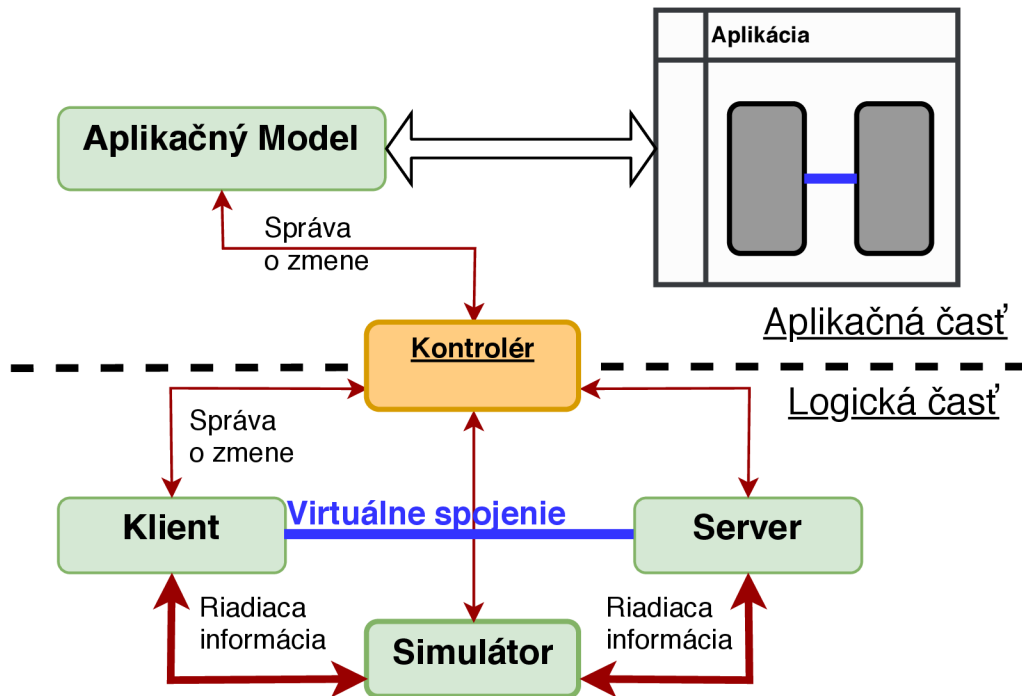 Aplikácia
Aplikačný Model
Správa
o zmene
Aplikačná časť
Kontrolér
Logická časť
Správa
o zmene
Virtuálne spojenie
Klient
Server
Riadiaca
informácia
Riadiaca
informácia
Simulátór